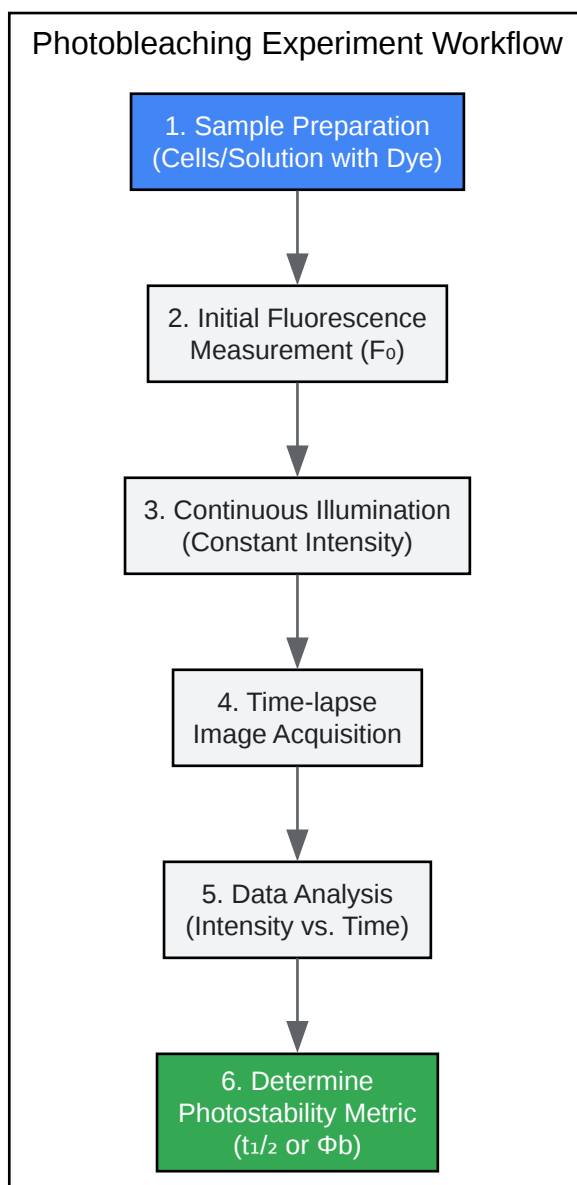 Photobleaching Experiment Workflow
1. Sample Preparation
(Cells/Solution with Dye)
2. Initial Fluorescence
Measurement (F₀)
3. Continuous Illumination
(Constant Intensity)
4. Time-lapse
Image Acquisition
5. Data Analysis
(Intensity vs. Time)
6. Determine
Photostability Metric
(t₁/₂ or Φb)